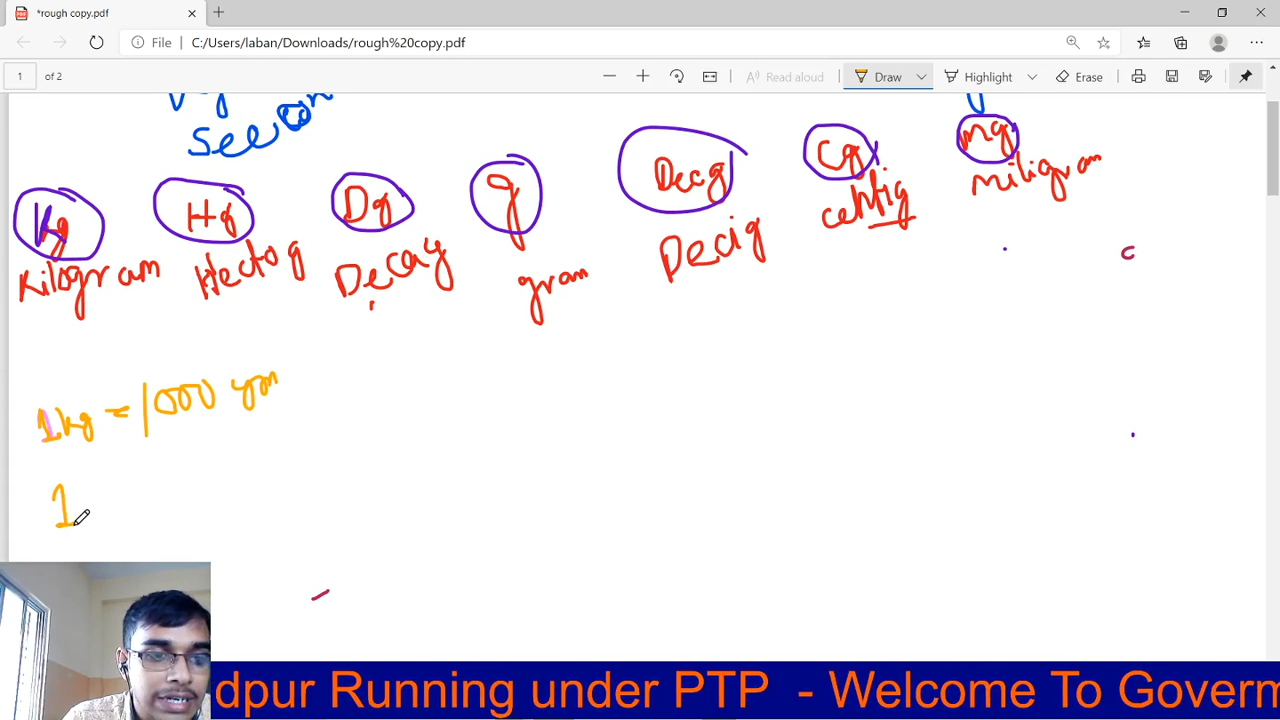 *rough copy.pdf
File C:/Users/laban/Downloads/rough%20copy.pdf
1 of 2 Read aloud Draw Highlight Erase
See
Kg Hg Dg g Decg Cg mg
Kilogram Hectog Decag gram Decig centig miligram
1kg = 1000 gm
1
dpur Running under PTP - Welcome To Goverm